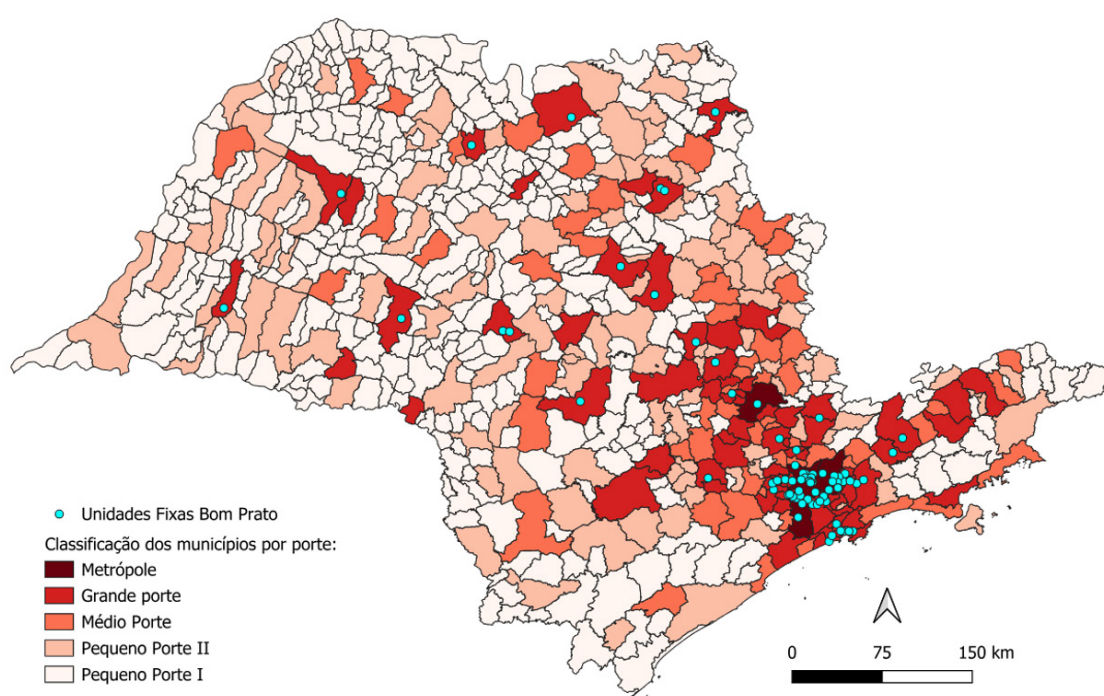 Unidades Fixas Bom Prato
Classificação dos municípios por porte:
Metrópole
Grande porte
Médio Porte
Pequeno Porte II
Pequeno Porte I
0 75 150 km